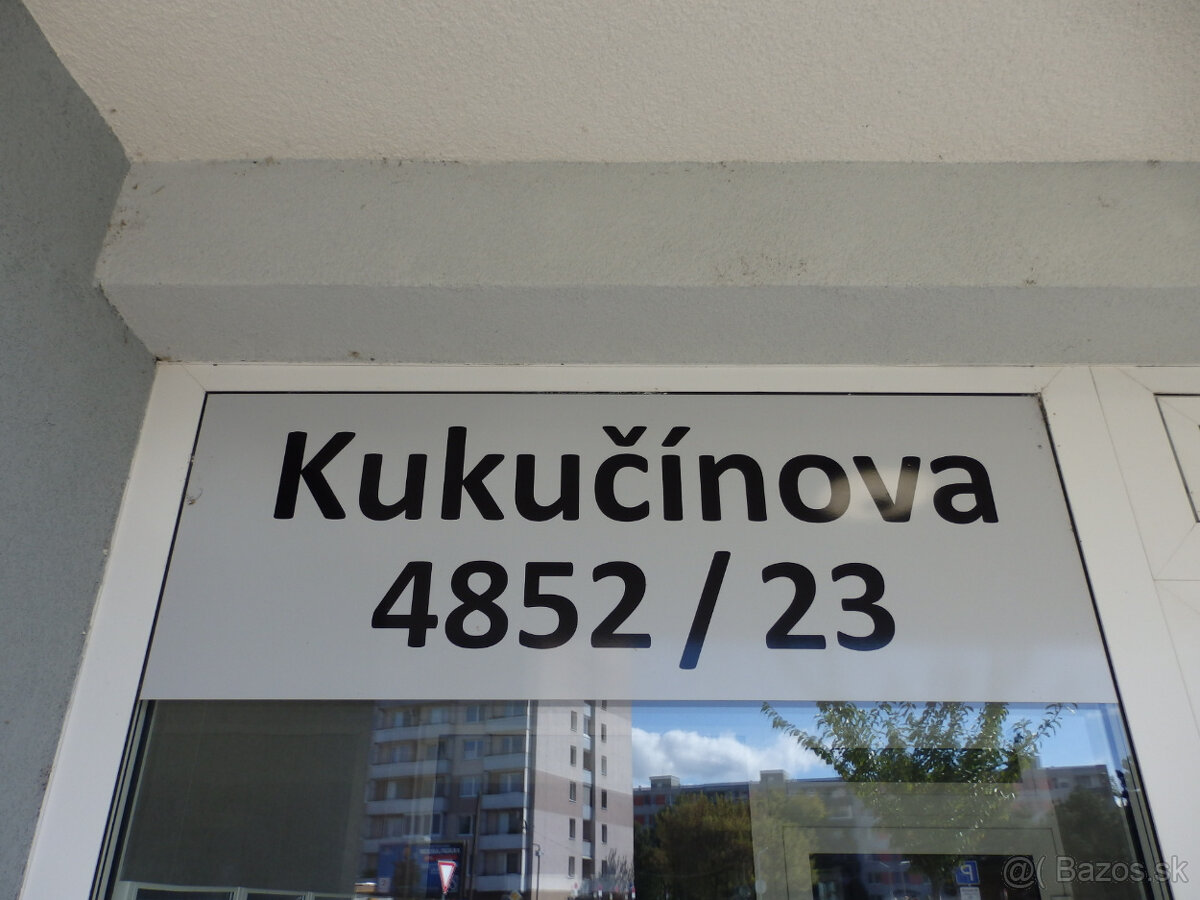 Kukučínova
4852 / 23
@( Bazos.sk